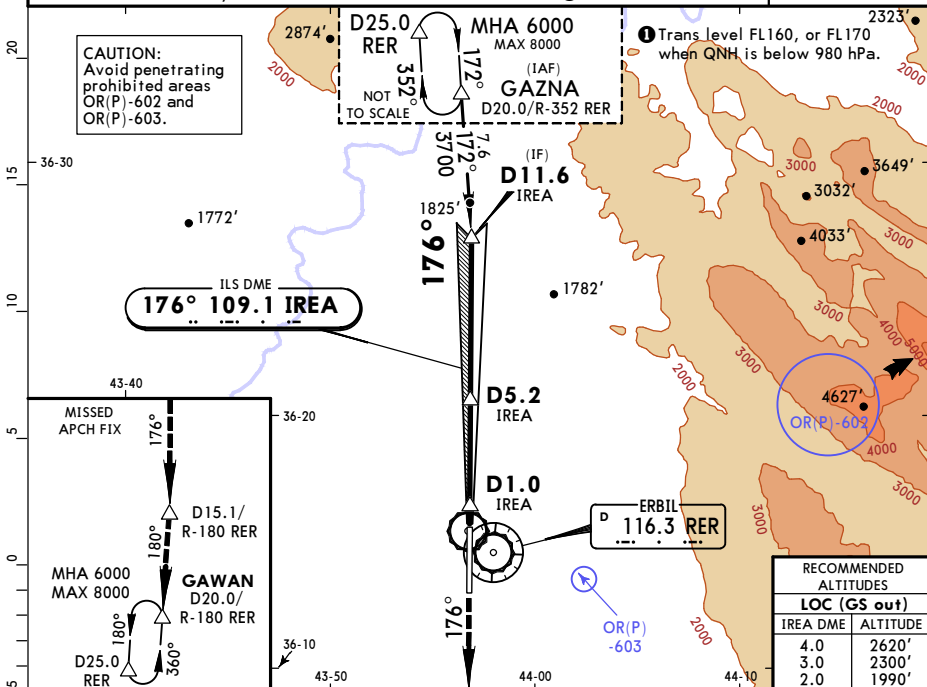 CAUTION:
Avoid penetrating
prohibited areas
OR(P)-602 and
OR(P)-603.
2874'
D25.0
RER
MHA 6000
MAX 8000
172°
352°
NOT
TO SCALE
(IAF)
GAZNA
D20.0/R-352 RER
1 Trans level FL160, or FL170
when QNH is below 980 hPa.
2323'
2000
2000
2000
20
15
10
5
0
5
36-30
7.6
172°
3700
(IF)
D11.6
IREA
1825'
176°
1772'
1782'
3000
3649'
3032'
4033'
3000
3000
4000
5000
3000
2000
ILS DME
176° 109.1 IREA
43-40
36-20
D5.2
IREA
4627'
OR(P)-602
4000
3000
3000
2000
MISSED
APCH FIX
176°
D15.1/
R-180 RER
180°
MHA 6000
MAX 8000
GAWAN
D20.0/
R-180 RER
180°
360°
D25.0
RER
D1.0
IREA
ERBIL
D 116.3 RER
176°
OR(P)
-603
36-10
43-50
44-00
44-10
RECOMMENDED
ALTITUDES
LOC (GS out)
IREA DME ALTITUDE
4.0 2620'
3.0 2300'
2.0 1990'